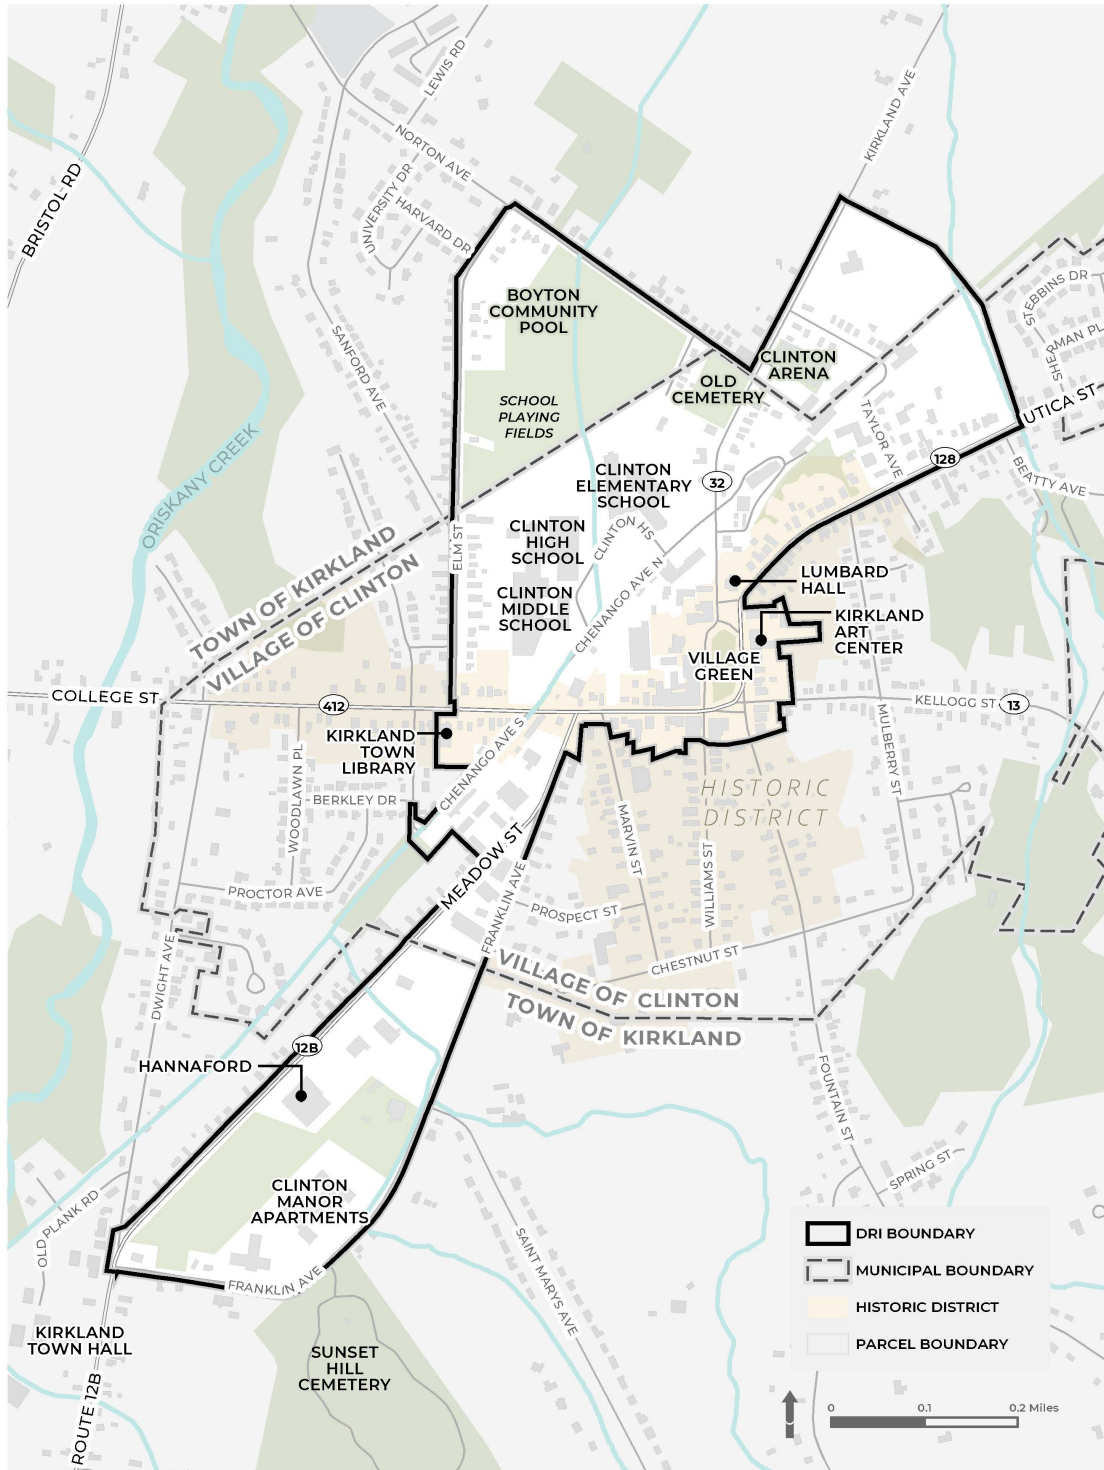 LEWIS RD
KIRKLAND AVE
NORTON AVE
BRISTOL RD
UNIVERSITY DR
HARVARD DR
STEBBINS DR
BOYTON
COMMUNITY
POOL
SANFORD AVE
CLINTON
ARENA
OLD
CEMETERY
SCHOOL
PLAYING
FIELDS
UTICA ST
TAYLOR AVE
128
BEATTY AVE
ORISKANY CREEK
CLINTON
ELEMENTARY
SCHOOL
32
ELM ST
CLINTON
HIGH
SCHOOL
CLINTON HS
TOWN OF KIRKLAND
VILLAGE OF CLINTON
CLINTON
MIDDLE
SCHOOL
CHENANGO AVE N
LUMBARD
HALL
KIRKLAND
ART
CENTER
VILLAGE
GREEN
COLLEGE ST
412
KELLOGG ST
13
KIRKLAND
TOWN
LIBRARY
CHENANGO AVE S
MULBERRY ST
WOODLAWN PL
BERKLEY DR
HISTORIC
DISTRICT
MARVIN ST
MEADOW ST
WILLIAMS ST
PROCTOR AVE
FRANKLIN AVE
PROSPECT ST
DWIGHT AVE
CHESTNUT ST
VILLAGE OF CLINTON
TOWN OF KIRKLAND
12B
HANNAFORD
FOUNTAIN ST
SPRING ST
CLINTON
MANOR
APARTMENTS
OLD PLANK RD
SAINT MARYS AVE
FRANKLIN AVE
KIRKLAND
TOWN HALL
SUNSET
HILL
CEMETERY
ROUTE 12B
DRI BOUNDARY
MUNICIPAL BOUNDARY
HISTORIC DISTRICT
PARCEL BOUNDARY
0 0.1 0.2 Miles